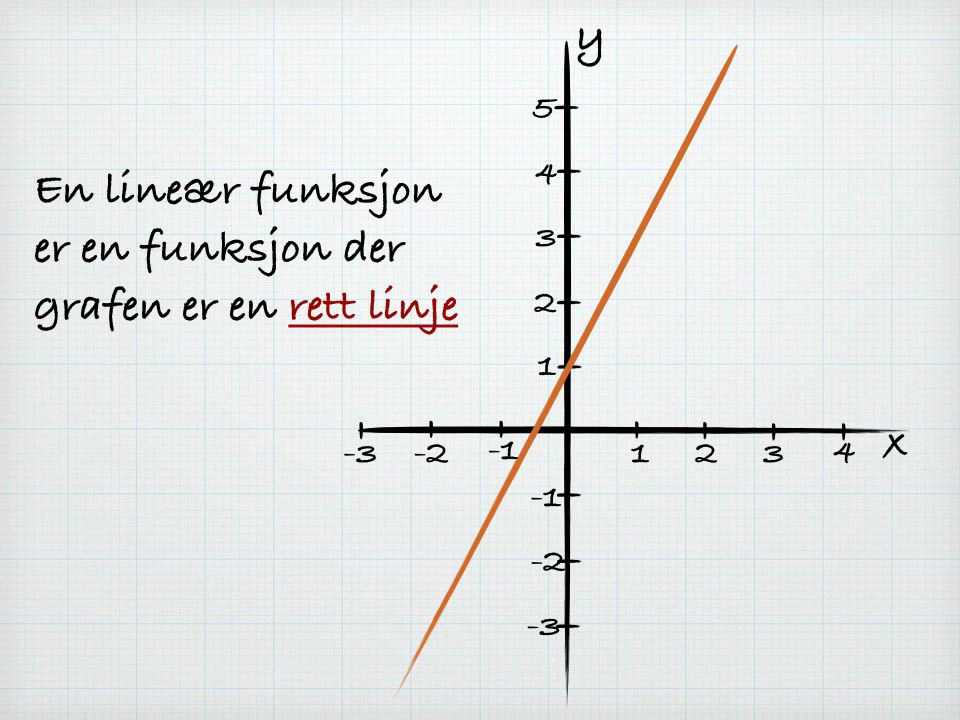 En lineær funksjon
er en funksjon der
grafen er en rett linje
y
5
4
3
2
1
-3 -2 -1 1 2 3 4 x
-1
-2
-3